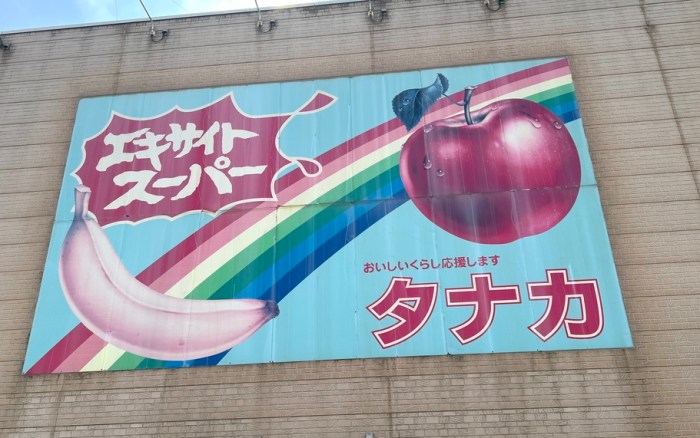 エキサイト
スーパー
おいしいくらし応援します
タナカ